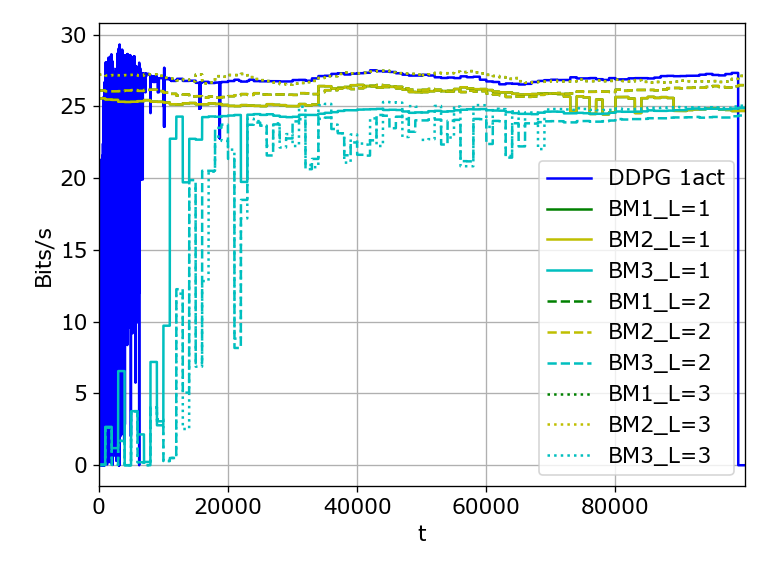 30
25
20
15
10
5
0
Bits/s
0 20000 40000 60000 80000
t
DDPG 1act
BM1_L=1
BM2_L=1
BM3_L=1
BM1_L=2
BM2_L=2
BM3_L=2
BM1_L=3
BM2_L=3
BM3_L=3